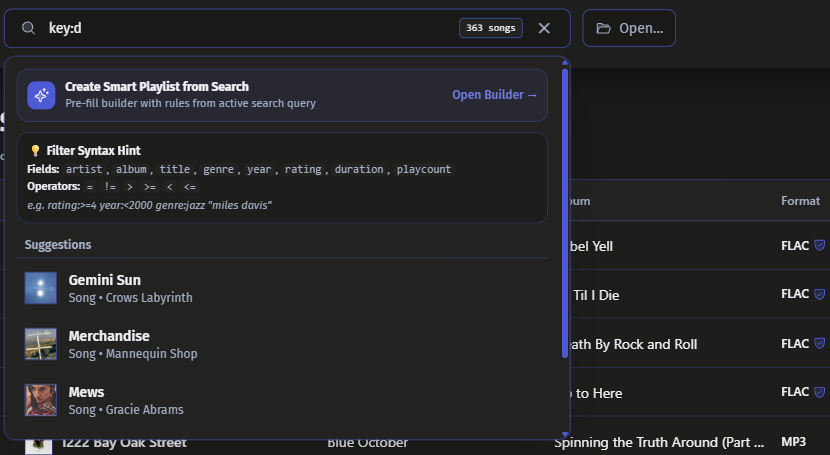 key:d
363 songs
Open...
Create Smart Playlist from Search
Pre-fill builder with rules from active search query
Open Builder →
💡 Filter Syntax Hint
Fields: artist, album, title, genre, year, rating, duration, playcount
Operators: = != > >= < <=
e.g. rating:>=4 year:<2000 genre:jazz "miles davis"
Suggestions
Gemini Sun
Song • Crows Labyrinth
Merchandise
Song • Mannequin Shop
Mews
Song • Gracie Abrams
bum
Format
bel Yell
FLAC
Til I Die
FLAC
ath By Rock and Roll
FLAC
to Here
FLAC
1222 Bay Oak Street
Blue October
Spinning the Truth Around (Part ...
MP3